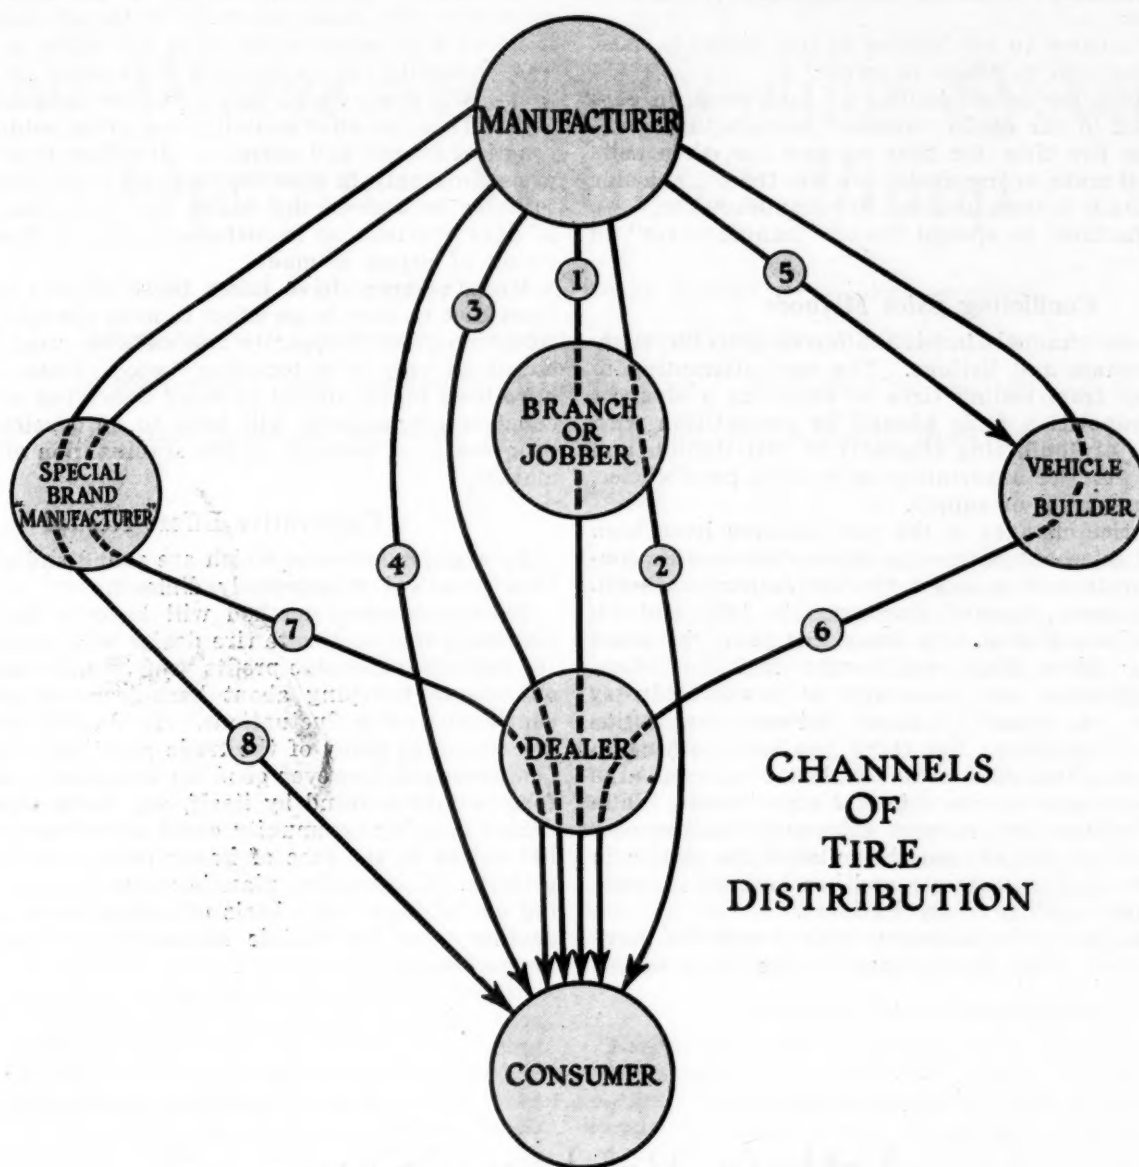 MANUFACTURER
1
5
3
BRANCH
OR
JOBBER
SPECIAL
BRAND
"MANUFACTURER"
VEHICLE
BUILDER
4
2
7
6
8
DEALER
CHANNELS
OF
TIRE
DISTRIBUTION
CONSUMER